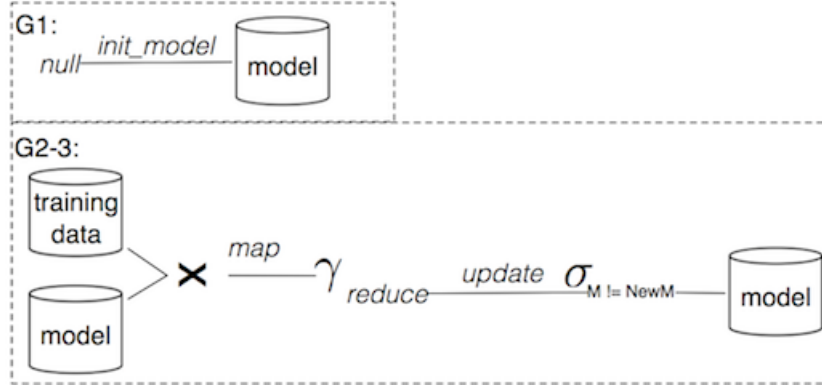 G1:
null init_model model
G2-3:
training
data
model
× map γ reduce update σ M != NewM model